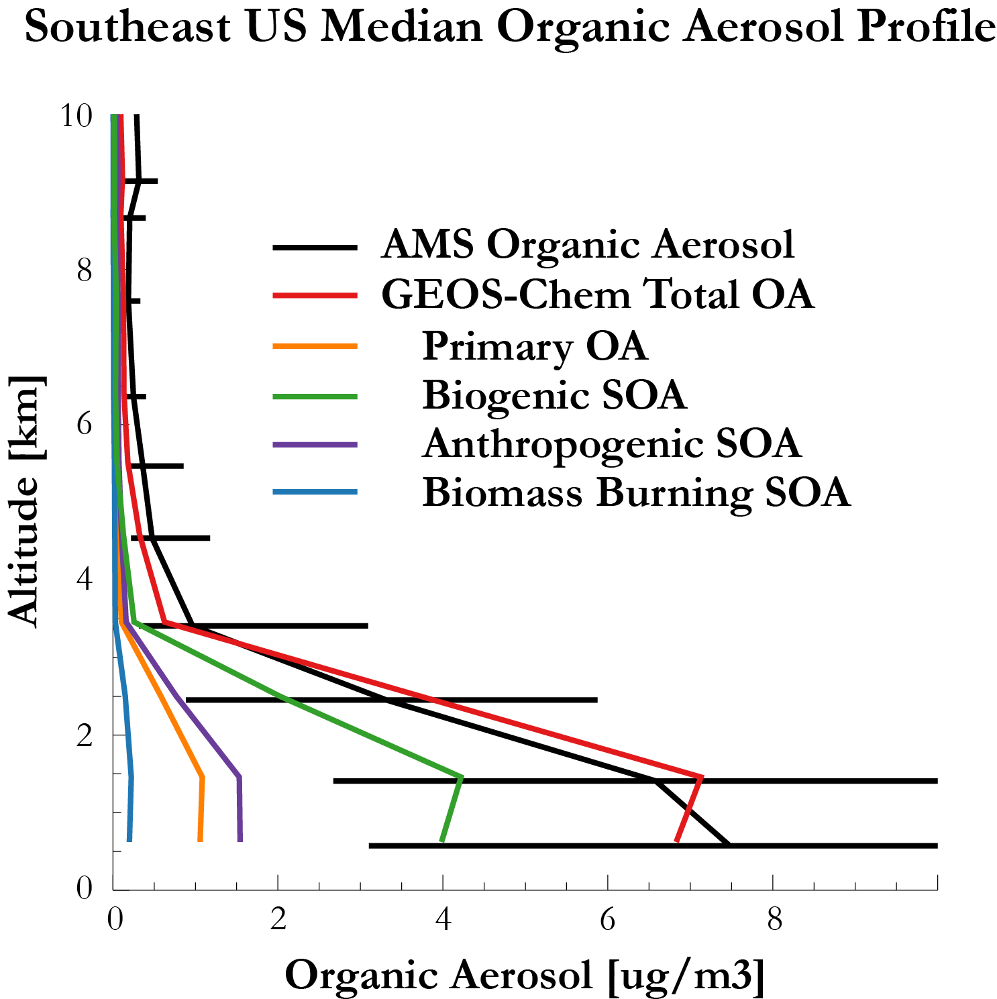 Southeast US Median Organic Aerosol Profile
10
8
6
4
2
0
Altitude [km]
AMS Organic Aerosol
GEOS-Chem Total OA
Primary OA
Biogenic SOA
Anthropogenic SOA
Biomass Burning SOA
0 2 4 6 8
Organic Aerosol [ug/m3]